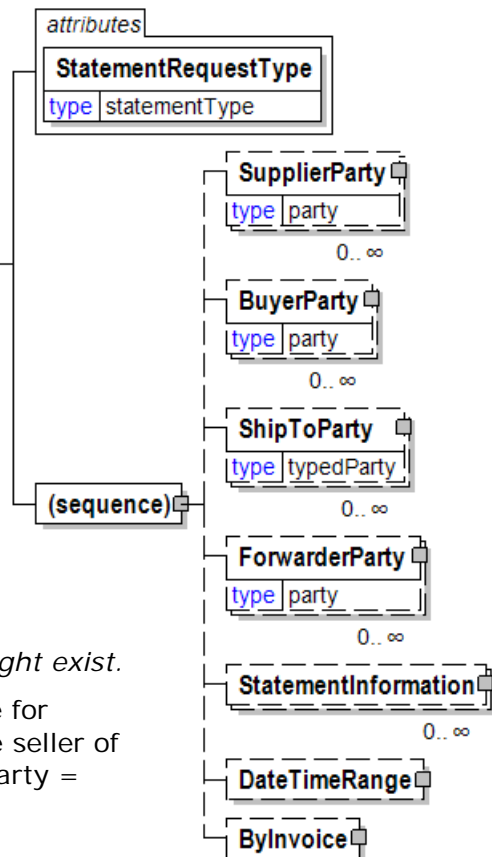 attributes
StatementRequestType
type statementType
SupplierParty
type party
0.. ∞
BuyerParty
type party
0.. ∞
ShipToParty
type typedParty
0.. ∞
(sequence)
ForwarderParty
type party
0.. ∞
StatementInformation
0.. ∞
DateTimeRange
ByInvoice
ght exist.
e for
e seller of
arty =